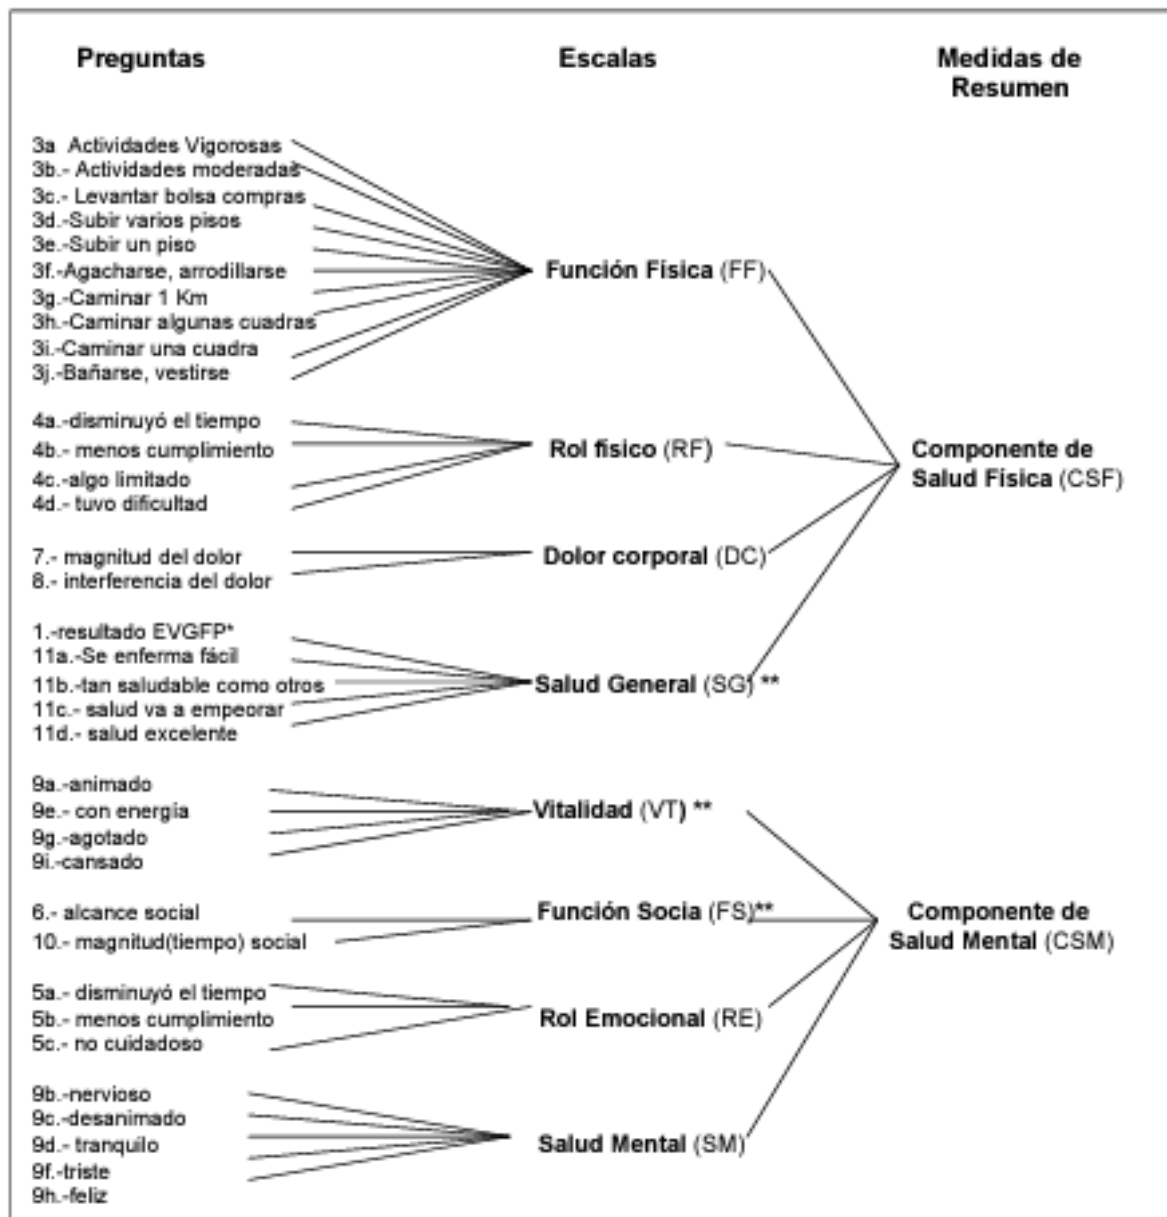 Preguntas
Escalas
Medidas de
Resumen
3a Actividades Vigorosas
3b.- Actividades moderadas
3c.- Levantar bolsa compras
3d.-Subir varios pisos
3e.-Subir un piso
3f.-Agacharse, arrodillarse
3g.-Caminar 1 Km
3h.-Caminar algunas cuadras
3i.-Caminar una cuadra
3j.-Bañarse, vestirse
Función Física (FF)
4a.-disminuyó el tiempo
4b.- menos cumplimiento
4c.-algo limitado
4d.- tuvo dificultad
Rol físico (RF)
7.- magnitud del dolor
8.- interferencia del dolor
Dolor corporal (DC)
1.-resultado EVGFP*
11a.-Se enferma fácil
11b.-tan saludable como otros
11c.- salud va a empeorar
11d.- salud excelente
Salud General (SG) **
Componente de
Salud Física (CSF)
9a.-animado
9e.- con energía
9g.-agotado
9i.-cansado
Vitalidad (VT) **
6.- alcance social
10.- magnitud(tiempo) social
Función Socia (FS)**
5a.- disminuyó el tiempo
5b.- menos cumplimiento
5c.- no cuidadoso
Rol Emocional (RE)
9b.-nervioso
9c.-desanimado
9d.- tranquilo
9f.-triste
9h.-feliz
Salud Mental (SM)
Componente de
Salud Mental (CSM)